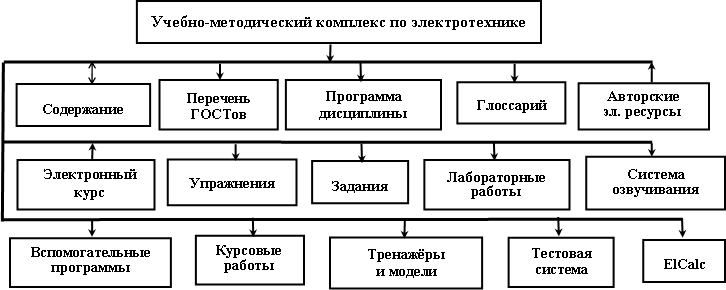 Учебно-методический комплекс по электротехнике
Содержание
Перечень
ГОСТов
Программа
дисциплины
Глоссарий
Авторские
эл. ресурсы
Электронный
курс
Упражнения
Задания
Лабораторные
работы
Система
озвучивания
Вспомогательные
программы
Курсовые
работы
Тренажёры
и модели
Тестовая
система
ElCalc